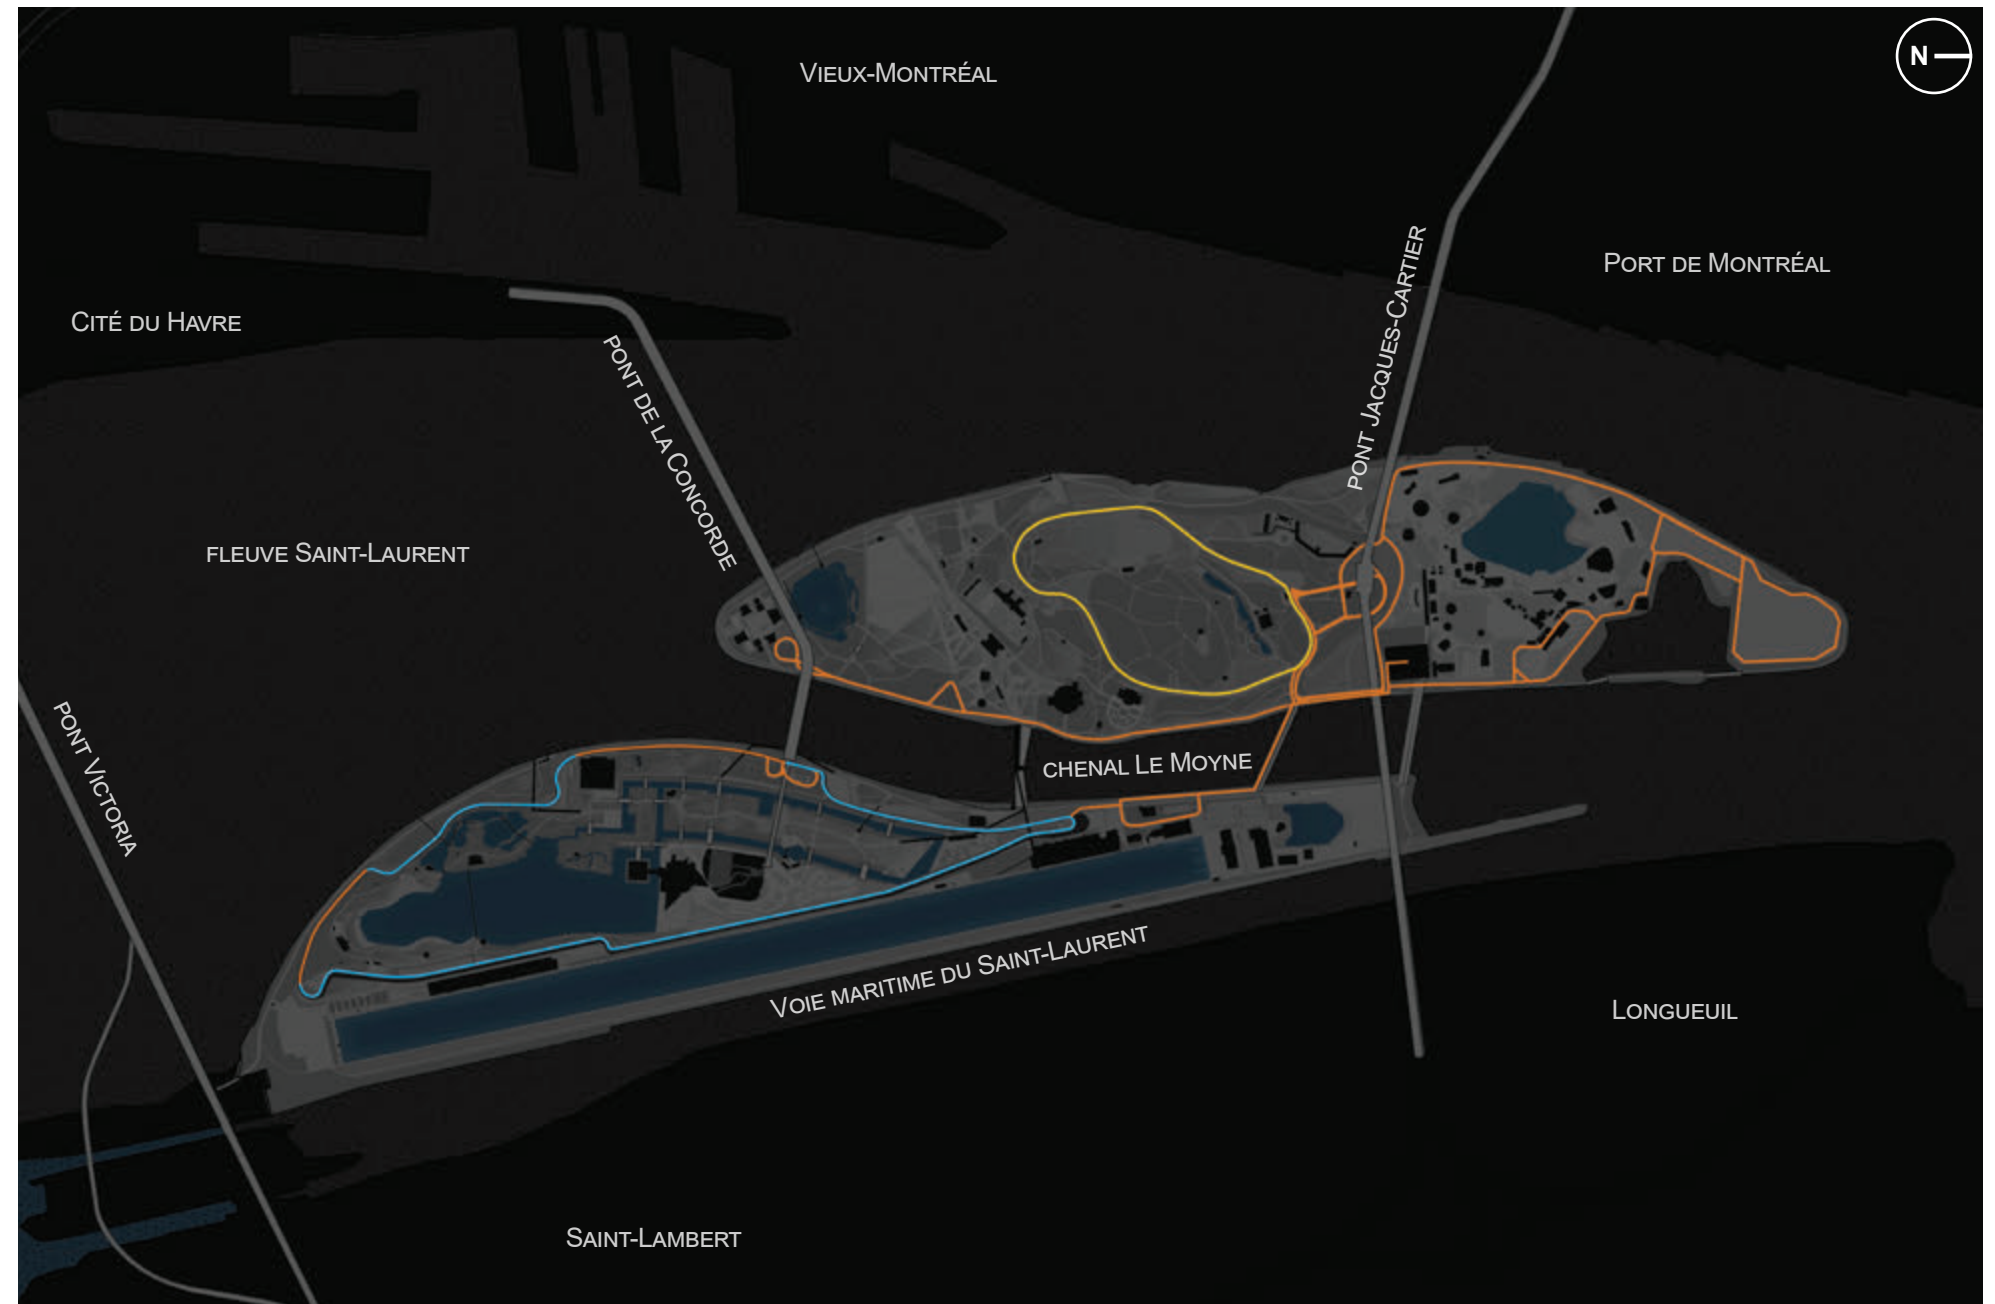 Vieux-Montréal
N
Port de Montréal
Cité du Havre
pont Jacques-Cartier
pont de la Concorde
fleuve Saint-Laurent
pont Victoria
chenal Le Moyne
Voie maritime du Saint-Laurent
Longueuil
Saint-Lambert